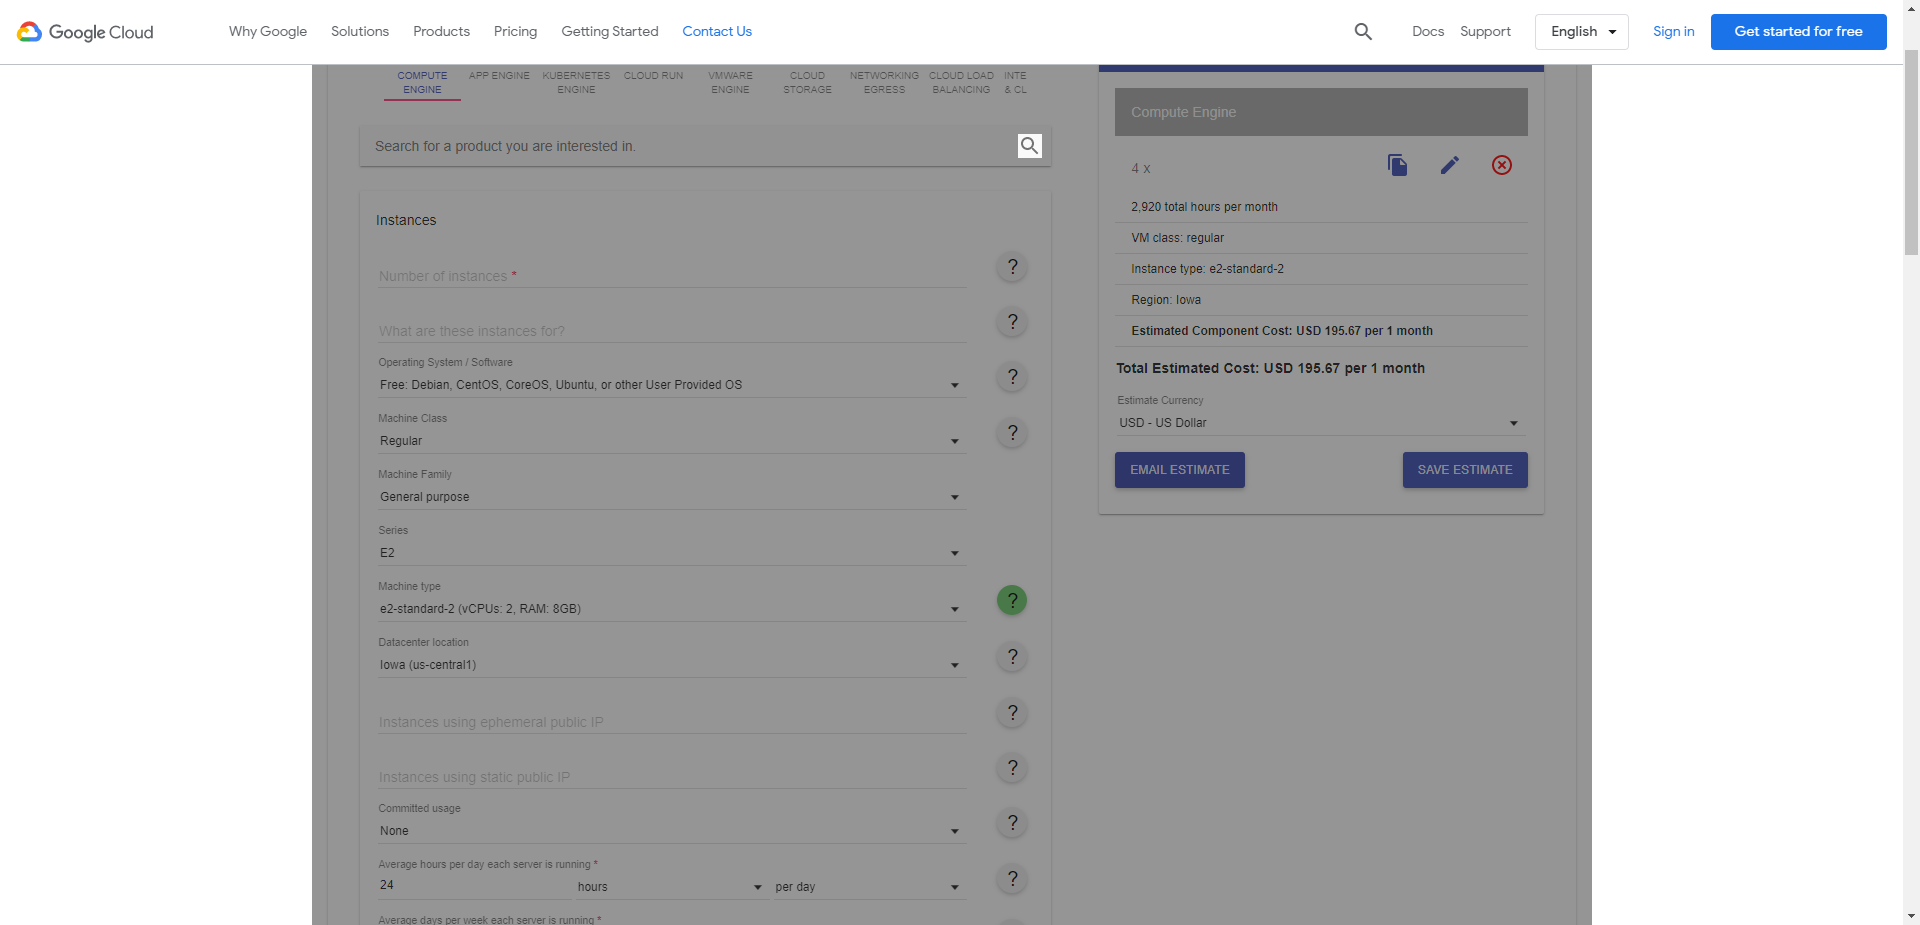 Google Cloud
Why Google Solutions Products Pricing Getting Started Contact Us
Docs Support English Sign in Get started for free
COMPUTE ENGINE
APP ENGINE
KUBERNETES ENGINE
CLOUD RUN
VMWARE ENGINE
CLOUD STORAGE
NETWORKING EGRESS
CLOUD LOAD BALANCING
INTE & CL
Search for a product you are interested in.
Instances
Number of instances *
?
What are these instances for?
?
Operating System / Software
Free: Debian, CentOS, CoreOS, Ubuntu, or other User Provided OS
?
Machine Class
Regular
?
Machine Family
General purpose
Series
E2
Machine type
e2-standard-2 (vCPUs: 2, RAM: 8GB)
?
Datacenter location
Iowa (us-central1)
?
Instances using ephemeral public IP
?
Instances using static public IP
?
Committed usage
None
?
Average hours per day each server is running *
24 hours per day
?
Average days per week each server is running *
Compute Engine
4 x
2,920 total hours per month
VM class: regular
Instance type: e2-standard-2
Region: Iowa
Estimated Component Cost: USD 195.67 per 1 month
Total Estimated Cost: USD 195.67 per 1 month
Estimate Currency
USD - US Dollar
EMAIL ESTIMATE SAVE ESTIMATE